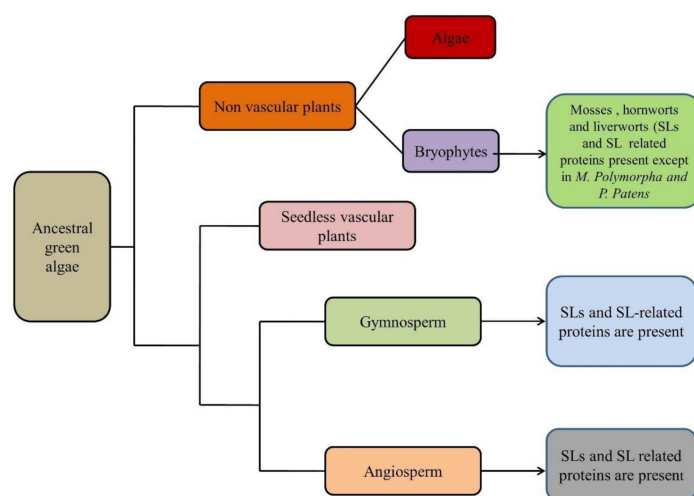 Algae
Non vascular plants
Mosses , hornworts
and liverworts (SLs
and SL related
proteins present except
in M. Polymorpha and
P. Patens
Bryophytes
Ancestral
green
algae
Seedless vascular
plants
Gymnosperm
SLs and SL-related
proteins are present
Angiosperm
SLs and SL related
proteins are present